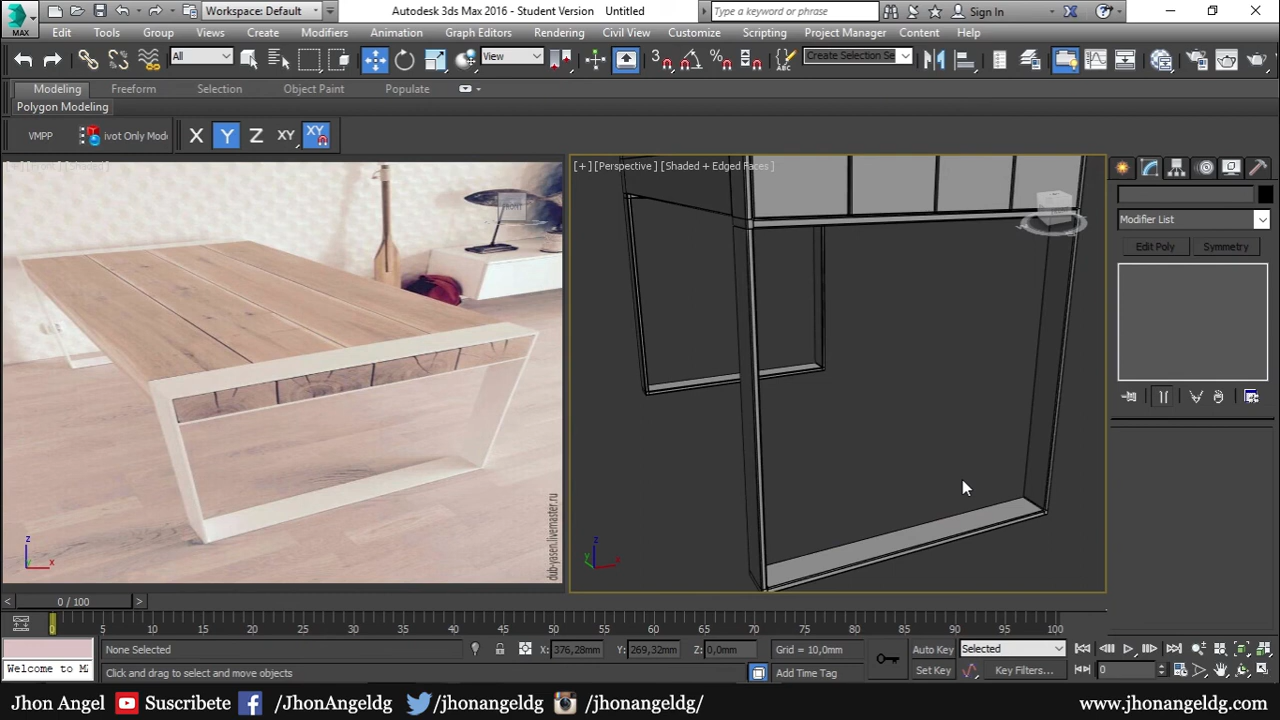 MAX
Workspace: Default
Autodesk 3ds Max 2016 - Student Version    Untitled
Type a keyword or phrase
Sign In
Edit Tools Group Views Create Modifiers Animation Graph Editors Rendering Civil View Customize Scripting Project Manager Content Help
All
View
3
Create Selection Se
Modeling Freeform Selection Object Paint Populate
Polygon Modeling
VMPP
ivot Only Mode
X Y Z XY XY
[+] [Perspective] [Shaded + Edged Faces]
FRONT
Modifier List
Edit Poly Symmetry
dub-yasen.livemaster.ru
z
x
z
y
x
< 0 / 100 >
0 5 10 15 20 25 30 35 40 45 50 55 60 65 70 75 80 85 90 95 100
None Selected
X: 376,28mm Y: 269,32mm Z: 0,0mm
Grid = 10,0mm
Auto Key
Selected
Welcome to M
Click and drag to select and move objects
Add Time Tag
Set Key
Key Filters...
0
Jhon Angel Suscribete /JhonAngeldg /jhonangeldg /jhonangeldg/ www.jhonangeldg.com